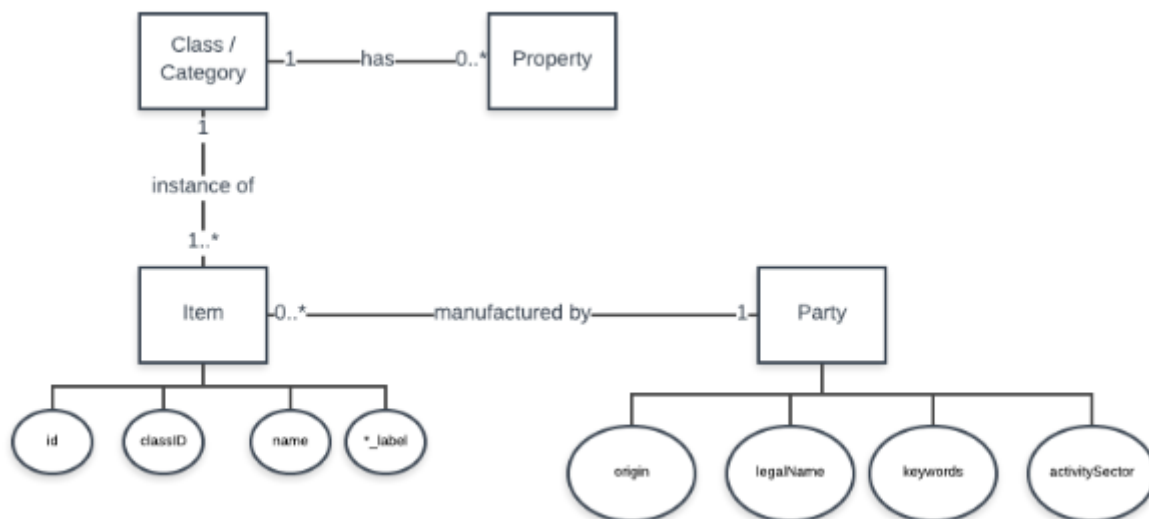 Class /
Category
1
has
0..*
Property
1
instance of
1..*
Item
0..*
manufactured by
1
Party
id
classID
name
*_label
origin
legalName
keywords
activitySector